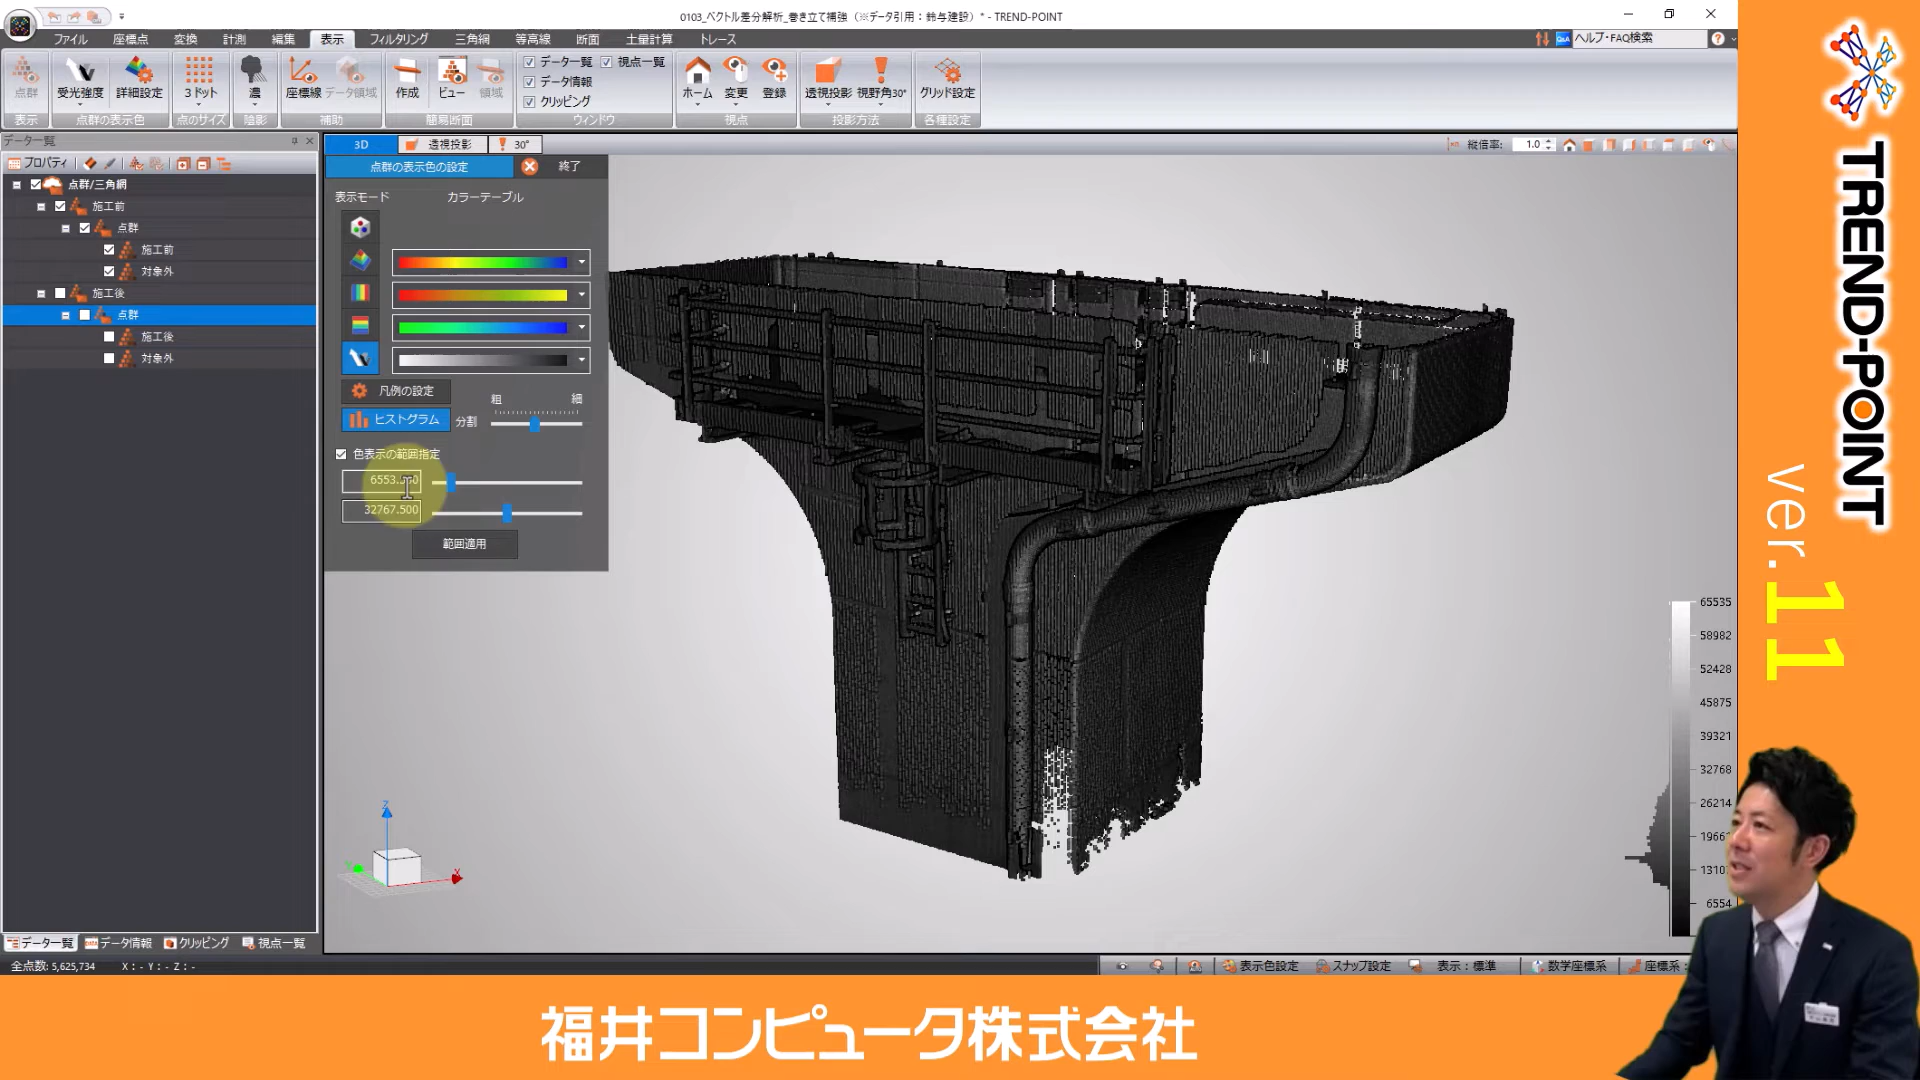 0103_ベクトル差分解析_巻き立て補強（※データ引用：鈴与建設）* - TREND-POINT
ファイル 座標点 変換 計測 編集 表示 フィルタリング 三角網 等高線 断面 土量計算 トレース
ヘルプ・FAQ検索
点群 受光強度 詳細設定 3ドット 濃 座標線 データ領域 作成 ビュー 領域
データ一覧 視点一覧
データ情報
クリッピング
ホーム 変更 登録 透視投影 視野角30° グリッド設定
表示 点群の表示色 点のサイズ 陰影 補助 簡易断面 ウィンドウ 視点 投影方法 各種設定
データ一覧
プロパティ
点群/三角網
施工前
点群
施工前
対象外
施工後
点群
施工後
対象外
3D 透視投影 30°
縦倍率: 1.0
点群の表示色の設定 終了
表示モード カラーテーブル
凡例の設定
粗 細
ヒストグラム 分割
色表示の範囲指定
6553.
32767.500
範囲適用
65535
58982
52428
45875
39321
32768
26214
1966
1310
6554
Z
X
データ一覧 データ情報 クリッピング 視点一覧
全点数: 5,625,734 X : - Y : - Z : -
表示色設定 スナップ設定 表示：標準 数学座標系 座標系：
TREND-POINT
ver.11
福井コンピュータ株式会社